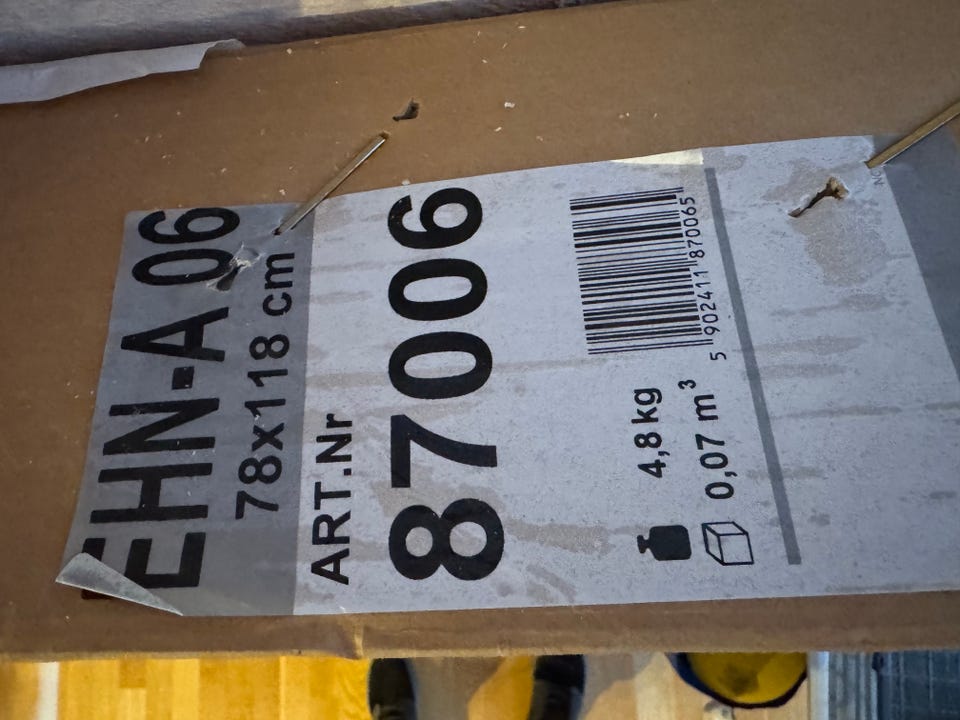 EHN-A 06
78x118 cm
ART.Nr
87006
5 902411 870065
4,8 kg
0,07 m³